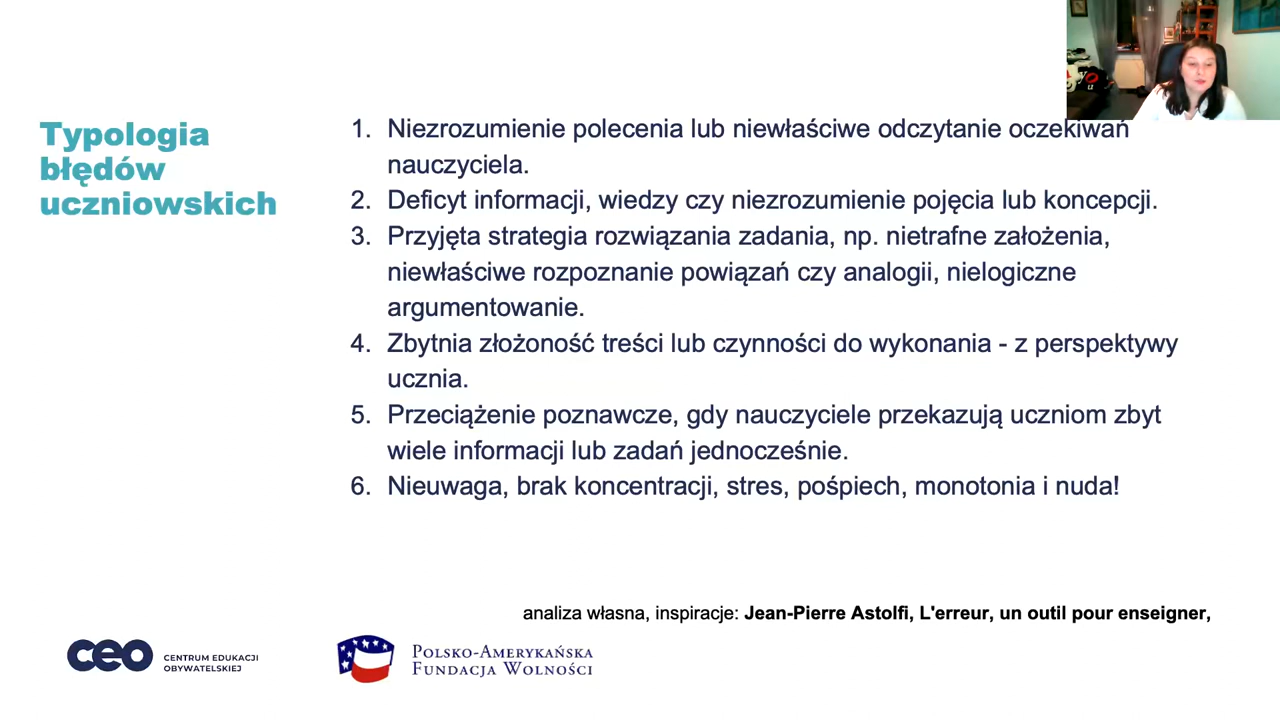 Typologia
błędów
uczniowskich
1. Niezrozumienie polecenia lub niewłaściwe odczytanie oczekiwań
nauczyciela.
2. Deficyt informacji, wiedzy czy niezrozumienie pojęcia lub koncepcji.
3. Przyjęta strategia rozwiązania zadania, np. nietrafne założenia,
niewłaściwe rozpoznanie powiązań czy analogii, nielogiczne
argumentowanie.
4. Zbytnia złożoność treści lub czynności do wykonania - z perspektywy
ucznia.
5. Przeciążenie poznawcze, gdy nauczyciele przekazują uczniom zbyt
wiele informacji lub zadań jednocześnie.
6. Nieuwaga, brak koncentracji, stres, pośpiech, monotonia i nuda!
analiza własna, inspiracje: Jean-Pierre Astolfi, L'erreur, un outil pour enseigner,
ceo CENTRUM EDUKACJI
OBYWATELSKIEJ
POLSKO-AMERYKAŃSKA
FUNDACJA WOLNOŚCI